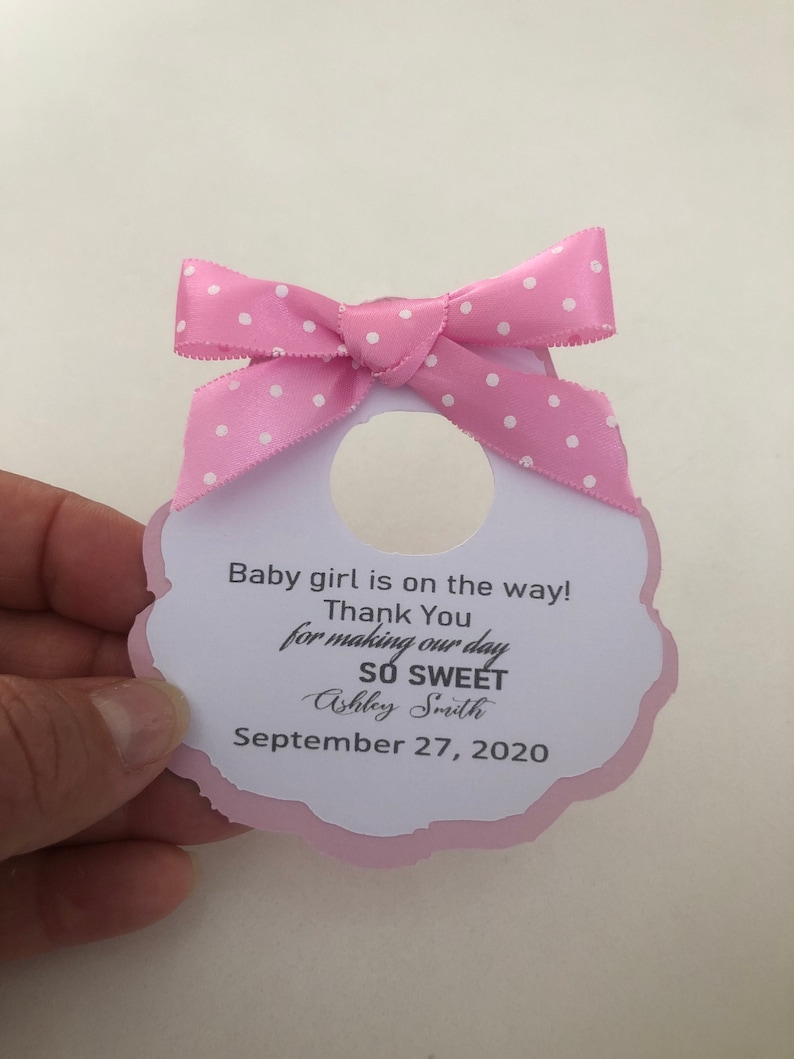 Baby girl is on the way!
Thank You
for making our day
SO SWEET
Ashley Smith
September 27, 2020